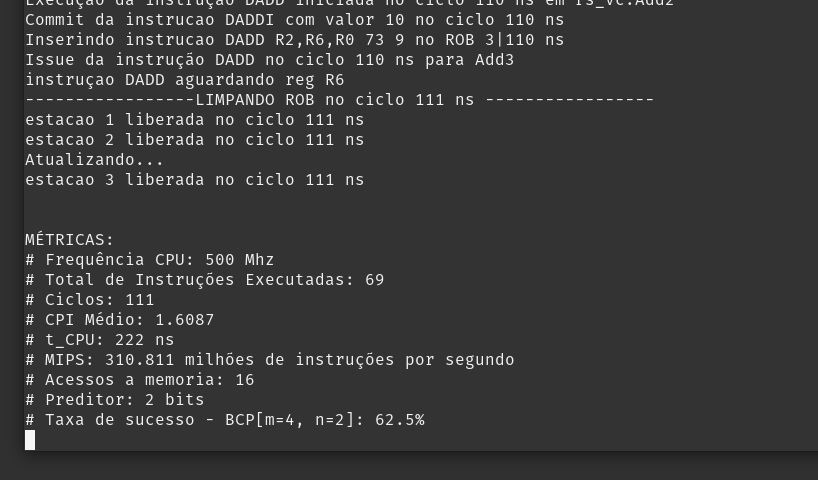 Execução da instrução DADD iniciada no ciclo 110 ns em rs_vc.Add2
Commit da instrucao DADDI com valor 10 no ciclo 110 ns
Inserindo instrucao DADD R2,R6,R0 73 9 no ROB 3|110 ns
Issue da instrução DADD no ciclo 110 ns para Add3
instruçao DADD aguardando reg R6
-----------------LIMPANDO ROB no ciclo 111 ns -----------------
estacao 1 liberada no ciclo 111 ns
estacao 2 liberada no ciclo 111 ns
Atualizando...
estacao 3 liberada no ciclo 111 ns
MÉTRICAS:
# Frequência CPU: 500 Mhz
# Total de Instruções Executadas: 69
# Ciclos: 111
# CPI Médio: 1.6087
# t_CPU: 222 ns
# MIPS: 310.811 milhões de instruções por segundo
# Acessos a memoria: 16
# Preditor: 2 bits
# Taxa de sucesso - BCP[m=4, n=2]: 62.5%